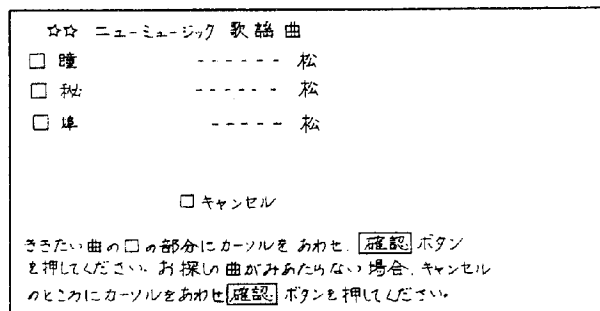 ☆☆ ニューミュージック 歌謡曲
□ 瞳 ------ 松
□ 秘 ------ 松
□ 埠 ----- 松
□ キャンセル
ききたい曲の□の部分にカーソルをあわせ、確認ボタン
を押してください。お探しの曲がみあたらない場合、キャンセル
のところにカーソルをあわせ確認ボタンを押してください。